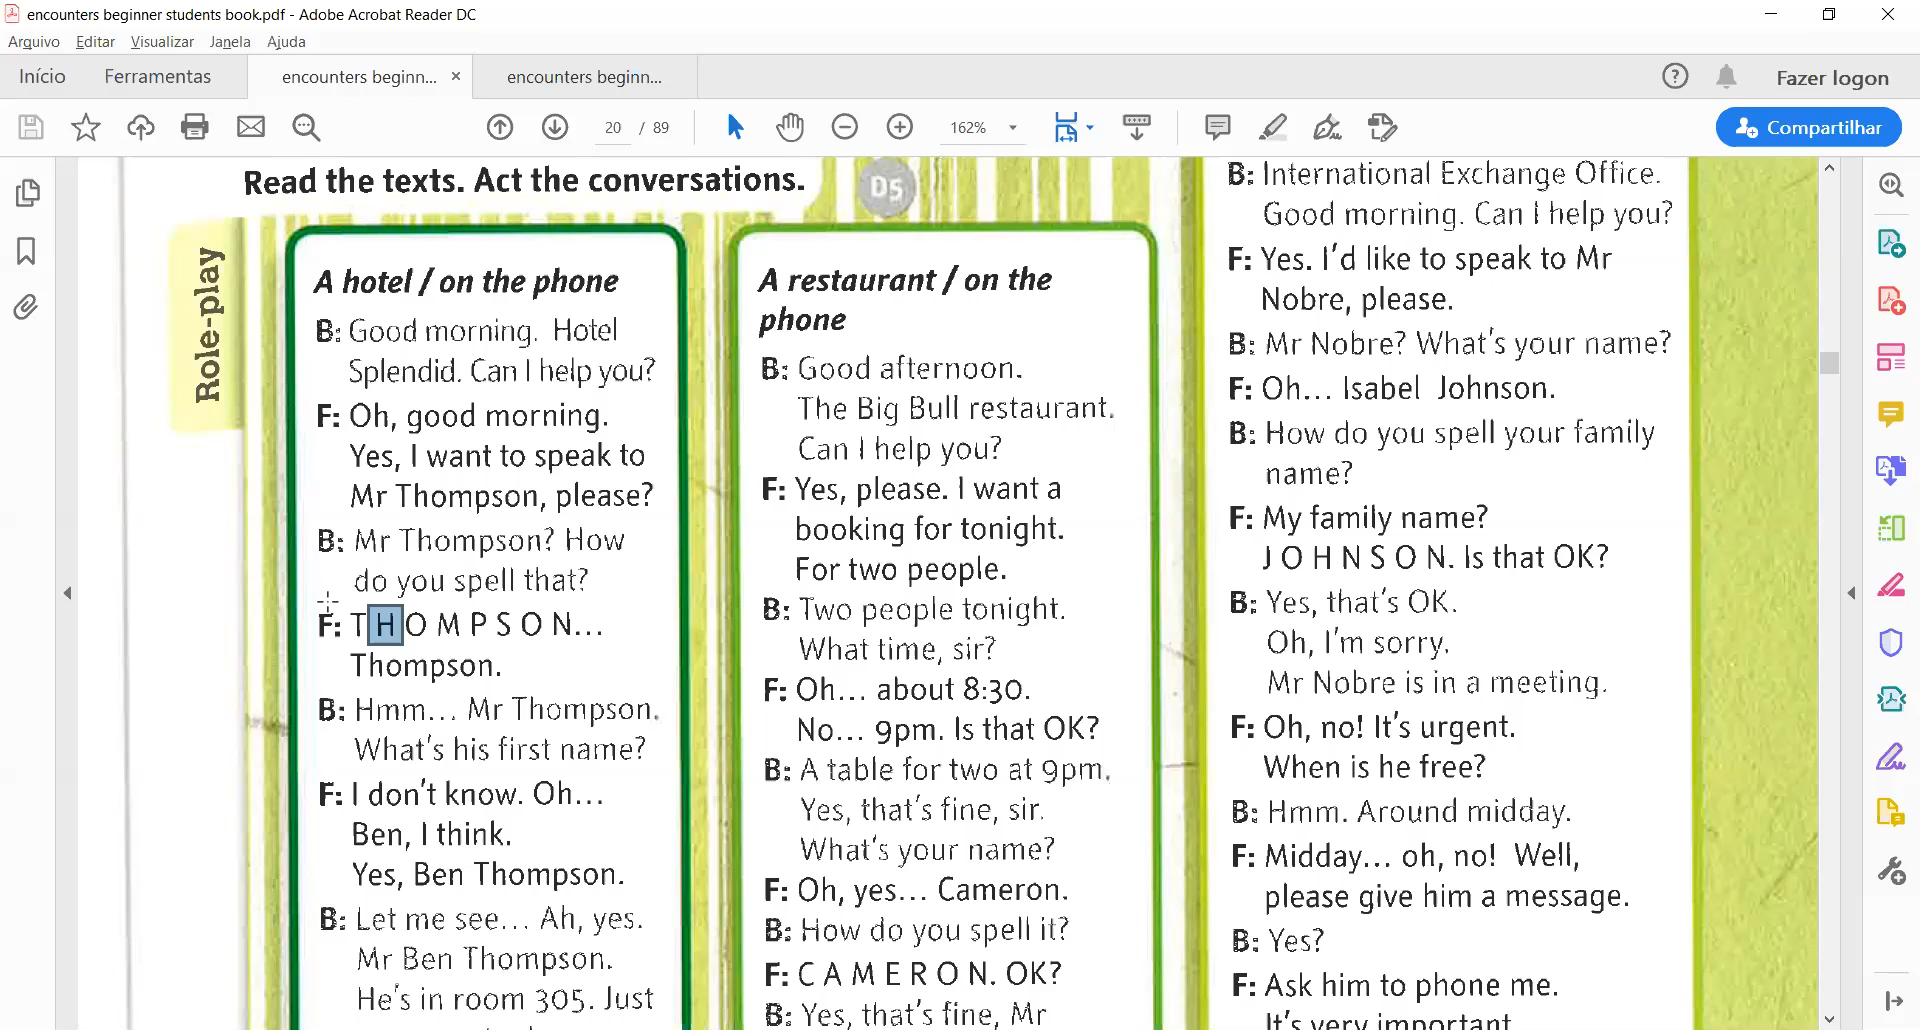 encounters beginner students book.pdf - Adobe Acrobat Reader DC
Arquivo Editar Visualizar Janela Ajuda
Início Ferramentas encounters beginn... × encounters beginn... Fazer logon
20 / 89 162% Compartilhar
Read the texts. Act the conversations. D5
Role-play
A hotel / on the phone
B: Good morning. Hotel
Splendid. Can I help you?
F: Oh, good morning.
Yes, I want to speak to
Mr Thompson, please?
B: Mr Thompson? How
do you spell that?
F: T H O M P S O N...
Thompson.
B: Hmm... Mr Thompson.
What's his first name?
F: I don't know. Oh...
Ben, I think.
Yes, Ben Thompson.
B: Let me see... Ah, yes.
Mr Ben Thompson.
He's in room 305. Just
A restaurant / on the
phone
B: Good afternoon.
The Big Bull restaurant.
Can I help you?
F: Yes, please. I want a
booking for tonight.
For two people.
B: Two people tonight.
What time, sir?
F: Oh... about 8:30.
No... 9pm. Is that OK?
B: A table for two at 9pm.
Yes, that's fine, sir.
What's your name?
F: Oh, yes... Cameron.
B: How do you spell it?
F: C A M E R O N. OK?
B: Yes, that's fine, Mr
B: International Exchange Office.
Good morning. Can I help you?
F: Yes. I'd like to speak to Mr
Nobre, please.
B: Mr Nobre? What's your name?
F: Oh... Isabel Johnson.
B: How do you spell your family
name?
F: My family name?
J O H N S O N. Is that OK?
B: Yes, that's OK.
Oh, I'm sorry.
Mr Nobre is in a meeting.
F: Oh, no! It's urgent.
When is he free?
B: Hmm. Around midday.
F: Midday... oh, no! Well,
please give him a message.
B: Yes?
F: Ask him to phone me.
It's very important